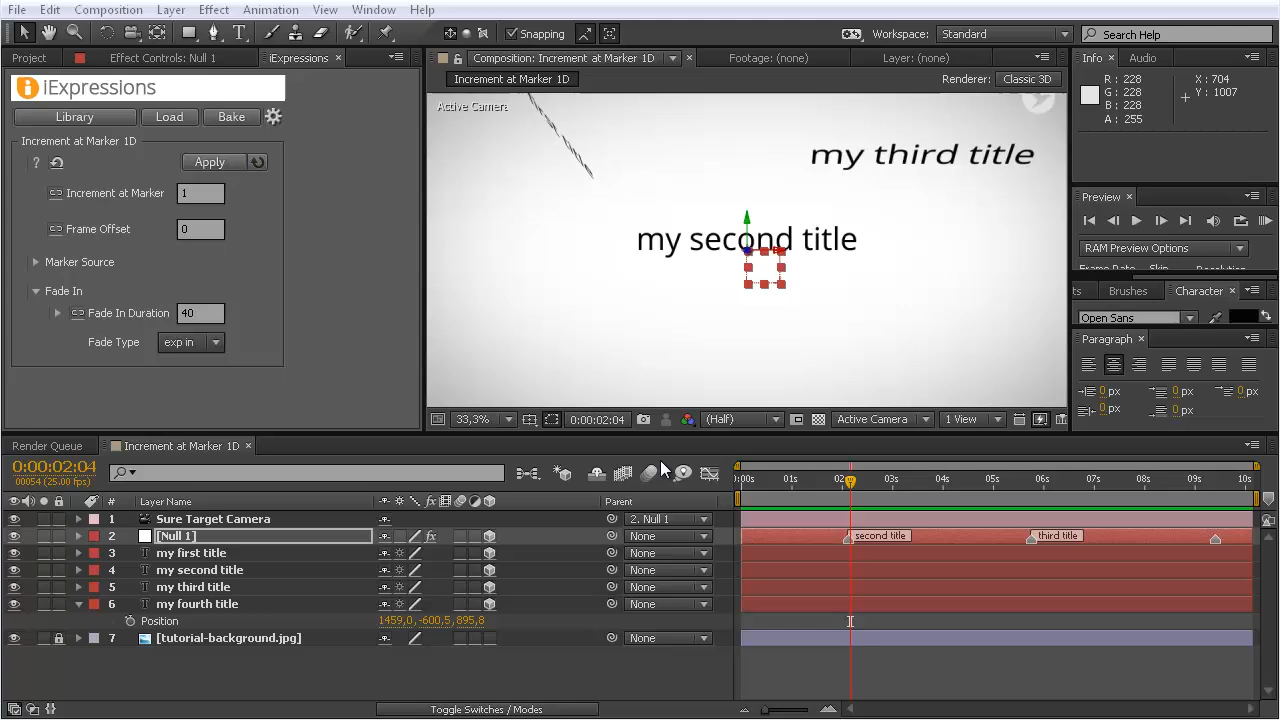 File Edit Composition Layer Effect Animation View Window Help
Snapping Workspace: Standard Search Help
Project Effect Controls: Null 1 iExpressions ×
Composition: Increment at Marker 1D × Footage: (none) Layer: (none)
Info × Audio
iExpressions
Increment at Marker 1D Renderer: Classic 3D
Library Load Bake
Increment at Marker 1D
? Apply
Increment at Marker 1
Frame Offset 0
Marker Source
Fade In
Fade In Duration 40
Fade Type exp in
Active Camera
my third title
my second title
33,3% 0:00:02:04 (Half) Active Camera 1 View
R: 228 X: 704
G: 228 Y: 1007
B: 228
A: 255
Preview ×
RAM Preview Options
Frame Rate Skip Resolution
ts Brushes Character ×
Open Sans
Paragraph ×
0 px 0 px 0 px
0 px 0 px
Render Queue Increment at Marker 1D ×
0:00:02:04
00054 (25.00 fps)
:00s 01s 02s 03s 04s 05s 06s 07s 08s 09s 10s
# Layer Name fx Parent
1 Sure Target Camera 2. Null 1
2 [Null 1] fx None second title third title
3 T my first title None
4 T my second title None
5 T my third title None
6 T my fourth title None
Position 1459,0,-600,5,895,8
7 [tutorial-background.jpg] None
Toggle Switches / Modes